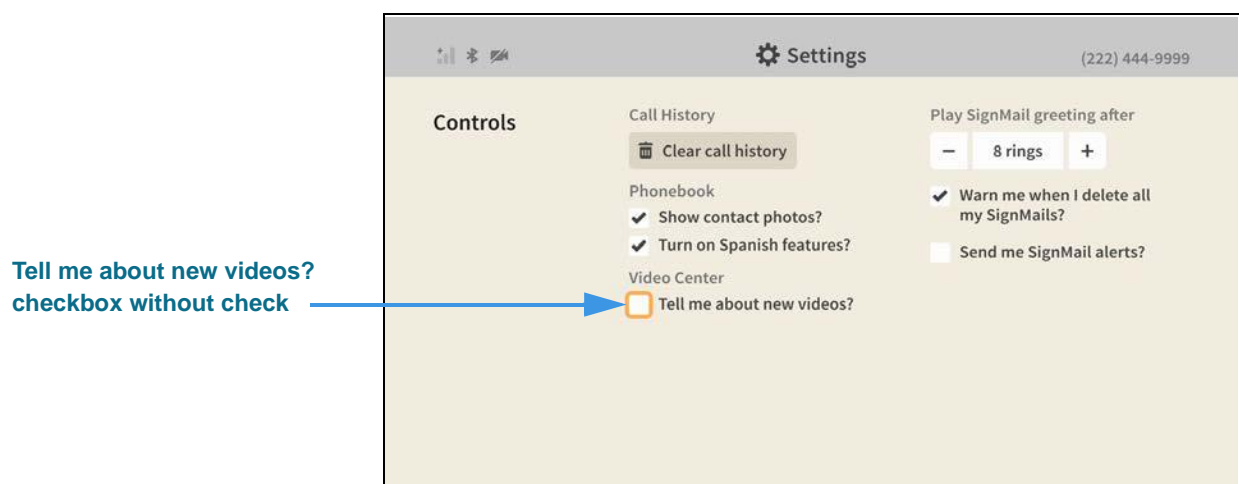 Settings
(222) 444-9999
Controls
Call History
Clear call history
Phonebook
Show contact photos?
Turn on Spanish features?
Video Center
Tell me about new videos?
Play SignMail greeting after
− 8 rings +
Warn me when I delete all
my SignMails?
Send me SignMail alerts?
Tell me about new videos?
checkbox without check